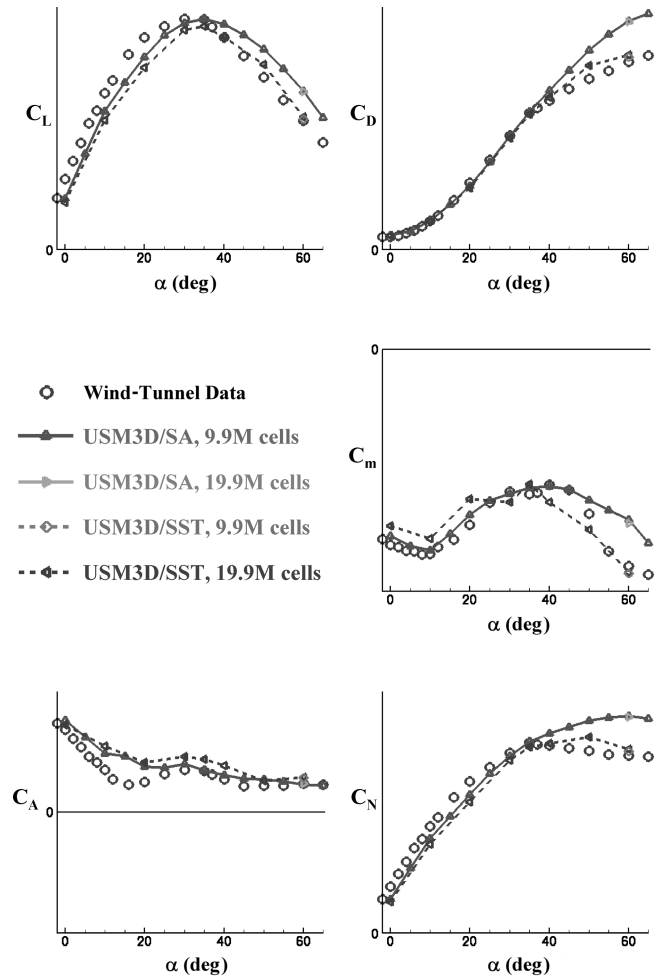 C_L
0
0 20 40 60
α (deg)
C_D
0
0 20 40 60
α (deg)
Wind-Tunnel Data
USM3D/SA, 9.9M cells
USM3D/SA, 19.9M cells
USM3D/SST, 9.9M cells
USM3D/SST, 19.9M cells
0
C_m
0 20 40 60
α (deg)
C_A
0
0 20 40 60
α (deg)
C_N
0
0 20 40 60
α (deg)